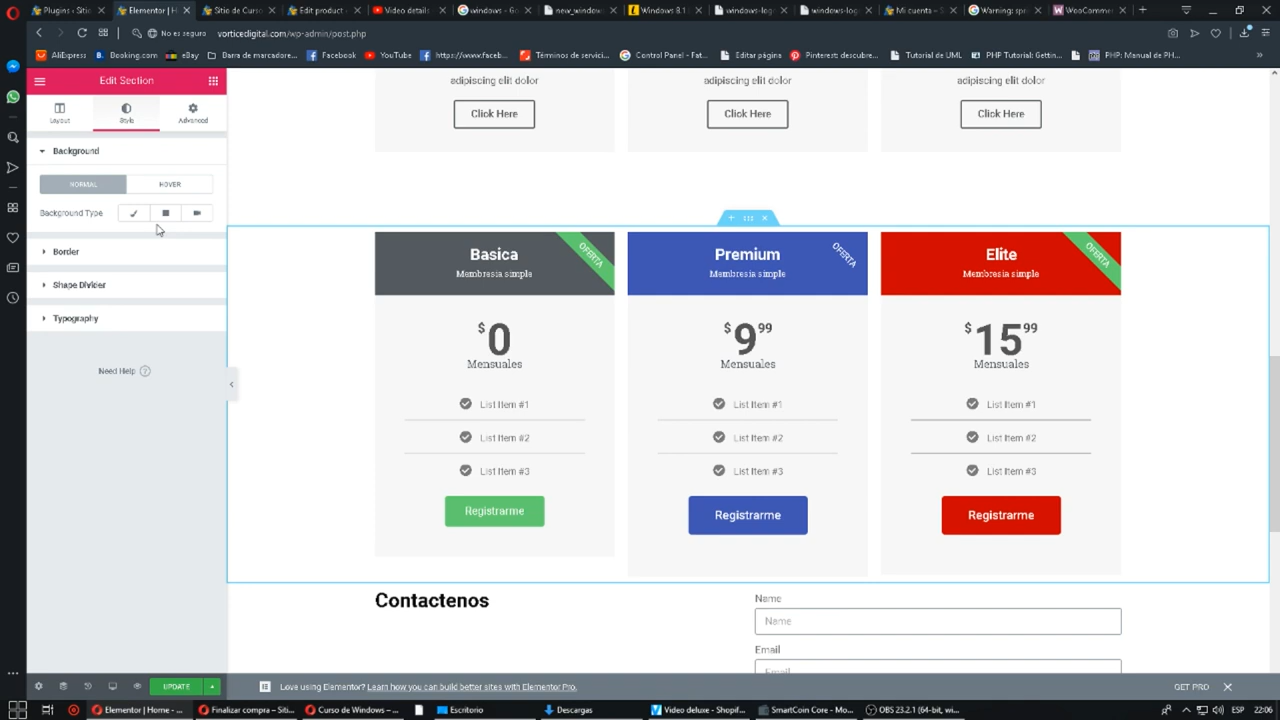 Plugins ‹ Sitio
Elementor | H
Sitio de Curso
Edit product
Video details
windows - Go
new_window
Windows 8.1
windows-log
windows-log
Mi cuenta – S
Warning: spr
WooCommer
No es seguro vorticedigital.com/wp-admin/post.php
AliExpress
Booking.com
eBay
Barra de marcadore...
Facebook
YouTube
https://www.faceb...
Términos de servici...
Control Panel - Fat...
Editar página
Pinterest: descubre...
Tutorial de UML
PHP Tutorial: Getting...
PHP: Manual de PH...
Edit Section
Layout
Style
Advanced
Background
NORMAL
HOVER
Background Type
Border
Shape Divider
Typography
Need Help
adipiscing elit dolor
Click Here
adipiscing elit dolor
Click Here
adipiscing elit dolor
Click Here
Basica
Membresia simple
OFERTA
$0
Mensuales
List Item #1
List Item #2
List Item #3
Registrarme
Premium
Membresia simple
OFERTA
$9 99
Mensuales
List Item #1
List Item #2
List Item #3
Registrarme
Elite
Membresia simple
OFERTA
$15 99
Mensuales
List Item #1
List Item #2
List Item #3
Registrarme
Contactenos
Name
Name
Email
Email
UPDATE
Love using Elementor? Learn how you can build better sites with Elementor Pro.
GET PRO
Elementor | Home - ...
Finalizar compra – Siti...
Curso de Windows –...
Escritorio
Descargas
Video deluxe - Shopif...
SmartCoin Core - Mo...
OBS 23.2.1 (64-bit, wi...
ESP
22:06